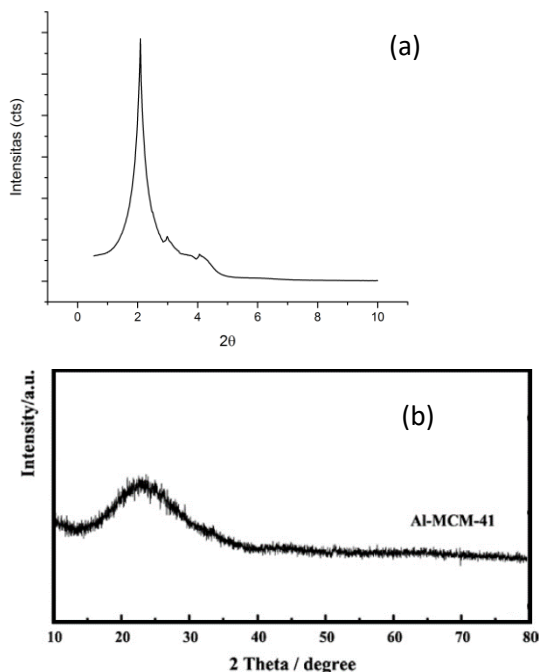 (a)
Intensitas (cts)
0 2 4 6 8 10
2θ
(b)
Intensity/a.u.
Al-MCM-41
10 20 30 40 50 60 70 80
2 Theta / degree